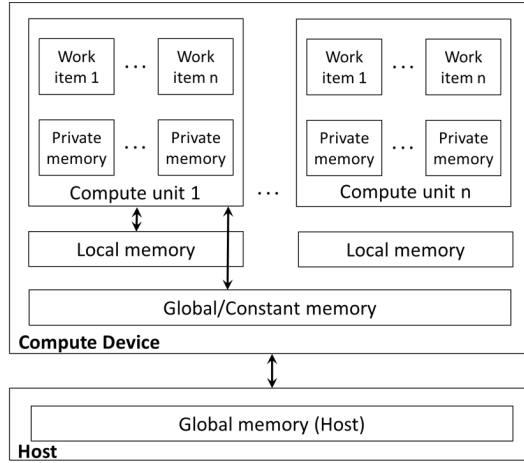 Work item 1
...
Work item n
Work item 1
...
Work item n
Private memory
...
Private memory
Private memory
...
Private memory
Compute unit 1
...
Compute unit n
Local memory
Local memory
Global/Constant memory
Compute Device
Global memory (Host)
Host